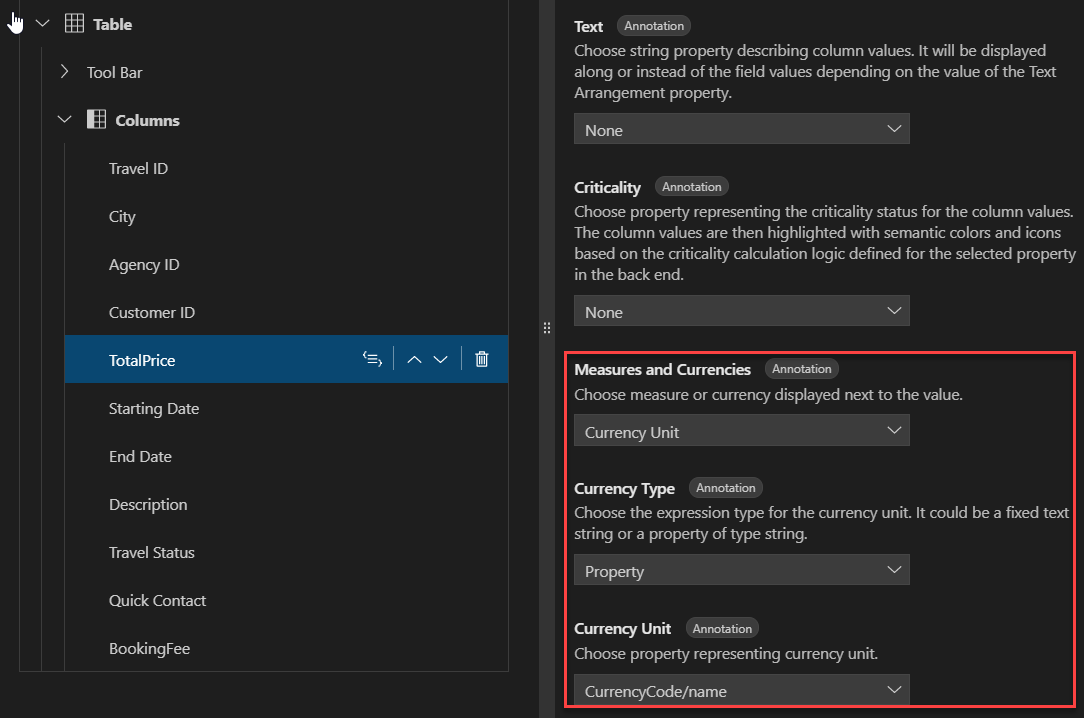 Table
Tool Bar
Columns
Travel ID
City
Agency ID
Customer ID
TotalPrice
Starting Date
End Date
Description
Travel Status
Quick Contact
BookingFee
Text Annotation
Choose string property describing column values. It will be displayed
along or instead of the field values depending on the value of the Text
Arrangement property.
None
Criticality Annotation
Choose property representing the criticality status for the column values.
The column values are then highlighted with semantic colors and icons
based on the criticality calculation logic defined for the selected property
in the back end.
None
Measures and Currencies Annotation
Choose measure or currency displayed next to the value.
Currency Unit
Currency Type Annotation
Choose the expression type for the currency unit. It could be a fixed text
string or a property of type string.
Property
Currency Unit Annotation
Choose property representing currency unit.
CurrencyCode/name